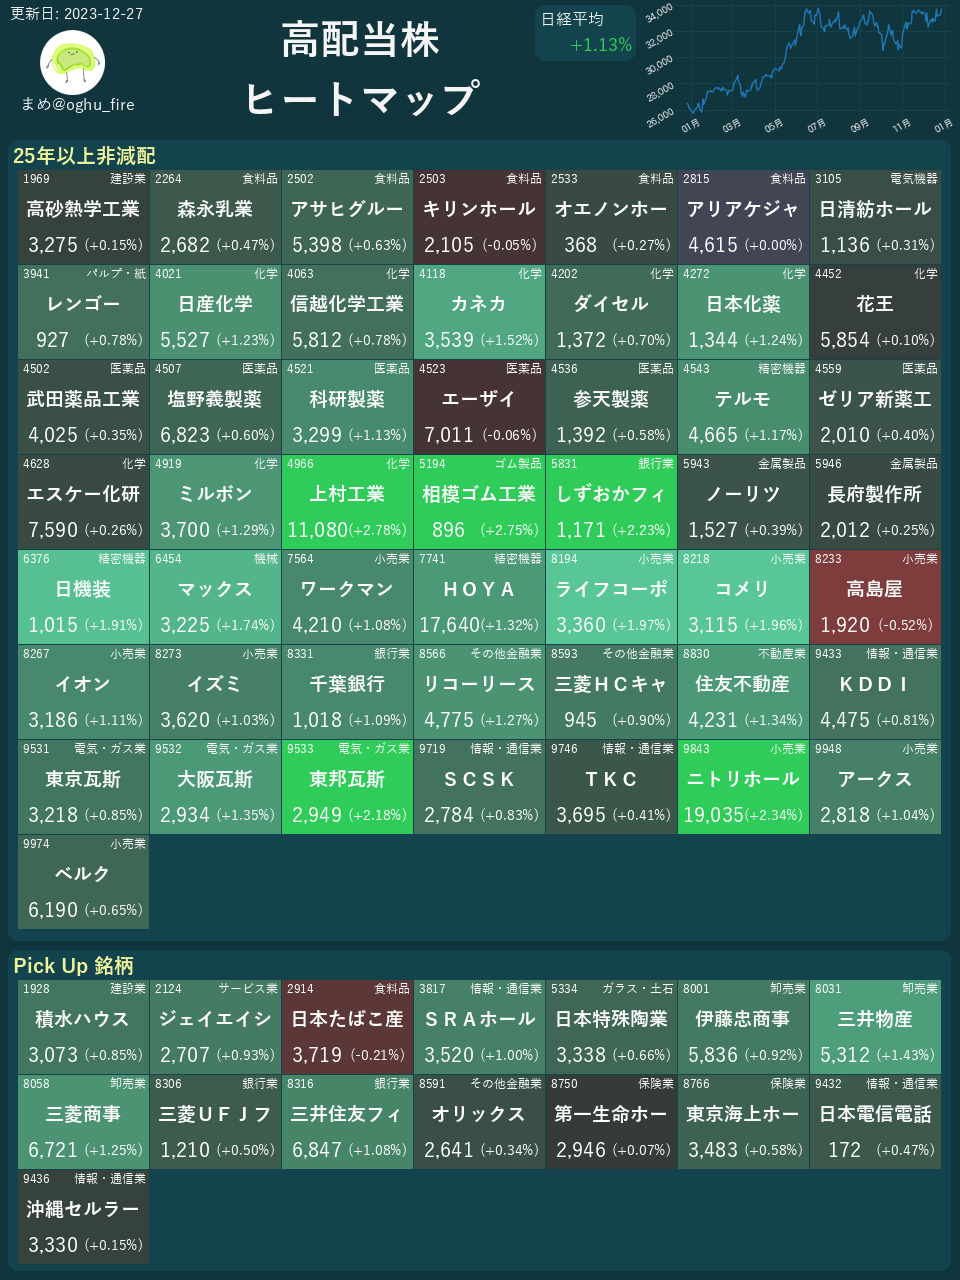 更新日: 2023-12-27
まめ@oghu_fire
高配当株
ヒートマップ
日経平均
+1.13%
34,000
32,000
30,000
28,000
26,000
01月 03月 05月 07月 09月 11月 01月
25年以上非減配
1969 建設業 2264 食料品 2502 食料品 2503 食料品 2533 食料品 2815 食料品 3105 電気機器
高砂熱学工業 森永乳業 アサヒグルー キリンホール オエノンホー アリアケジャ 日清紡ホール
3,275 (+0.15%) 2,682 (+0.47%) 5,398 (+0.63%) 2,105 (-0.05%) 368 (+0.27%) 4,615 (+0.00%) 1,136 (+0.31%)
3941 パルプ・紙 4021 化学 4063 化学 4118 化学 4202 化学 4272 化学 4452 化学
レンゴー 日産化学 信越化学工業 カネカ ダイセル 日本化薬 花王
927 (+0.78%) 5,527 (+1.23%) 5,812 (+0.78%) 3,539 (+1.52%) 1,372 (+0.70%) 1,344 (+1.24%) 5,854 (+0.10%)
4502 医薬品 4507 医薬品 4521 医薬品 4523 医薬品 4536 医薬品 4543 精密機器 4559 医薬品
武田薬品工業 塩野義製薬 科研製薬 エーザイ 参天製薬 テルモ ゼリア新薬工
4,025 (+0.35%) 6,823 (+0.60%) 3,299 (+1.13%) 7,011 (-0.06%) 1,392 (+0.58%) 4,665 (+1.17%) 2,010 (+0.40%)
4628 化学 4919 化学 4966 化学 5194 ゴム製品 5831 銀行業 5943 金属製品 5946 金属製品
エスケー化研 ミルボン 上村工業 相模ゴム工業 しずおかフィ ノーリツ 長府製作所
7,590 (+0.26%) 3,700 (+1.29%) 11,080(+2.78%) 896 (+2.75%) 1,171 (+2.23%) 1,527 (+0.39%) 2,012 (+0.25%)
6376 精密機器 6454 機械 7564 小売業 7741 精密機器 8194 小売業 8218 小売業 8233 小売業
日機装 マックス ワークマン ＨＯＹＡ ライフコーポ コメリ 高島屋
1,015 (+1.91%) 3,225 (+1.74%) 4,210 (+1.08%) 17,640(+1.32%) 3,360 (+1.97%) 3,115 (+1.96%) 1,920 (-0.52%)
8267 小売業 8273 小売業 8331 銀行業 8566 その他金融業 8593 その他金融業 8830 不動産業 9433 情報・通信業
イオン イズミ 千葉銀行 リコーリース 三菱ＨＣキャ 住友不動産 ＫＤＤＩ
3,186 (+1.11%) 3,620 (+1.03%) 1,018 (+1.09%) 4,775 (+1.27%) 945 (+0.90%) 4,231 (+1.34%) 4,475 (+0.81%)
9531 電気・ガス業 9532 電気・ガス業 9533 電気・ガス業 9719 情報・通信業 9746 情報・通信業 9843 小売業 9948 小売業
東京瓦斯 大阪瓦斯 東邦瓦斯 ＳＣＳＫ ＴＫＣ ニトリホール アークス
3,218 (+0.85%) 2,934 (+1.35%) 2,949 (+2.18%) 2,784 (+0.83%) 3,695 (+0.41%) 19,035(+2.34%) 2,818 (+1.04%)
9974 小売業
ベルク
6,190 (+0.65%)
Pick Up 銘柄
1928 建設業 2124 サービス業 2914 食料品 3817 情報・通信業 5334 ガラス・土石 8001 卸売業 8031 卸売業
積水ハウス ジェイエイシ 日本たばこ産 ＳＲＡホール 日本特殊陶業 伊藤忠商事 三井物産
3,073 (+0.85%) 2,707 (+0.93%) 3,719 (-0.21%) 3,520 (+1.00%) 3,338 (+0.66%) 5,836 (+0.92%) 5,312 (+1.43%)
8058 卸売業 8306 銀行業 8316 銀行業 8591 その他金融業 8750 保険業 8766 保険業 9432 情報・通信業
三菱商事 三菱ＵＦＪフ 三井住友フィ オリックス 第一生命ホー 東京海上ホー 日本電信電話
6,721 (+1.25%) 1,210 (+0.50%) 6,847 (+1.08%) 2,641 (+0.34%) 2,946 (+0.07%) 3,483 (+0.58%) 172 (+0.47%)
9436 情報・通信業
沖縄セルラー
3,330 (+0.15%)